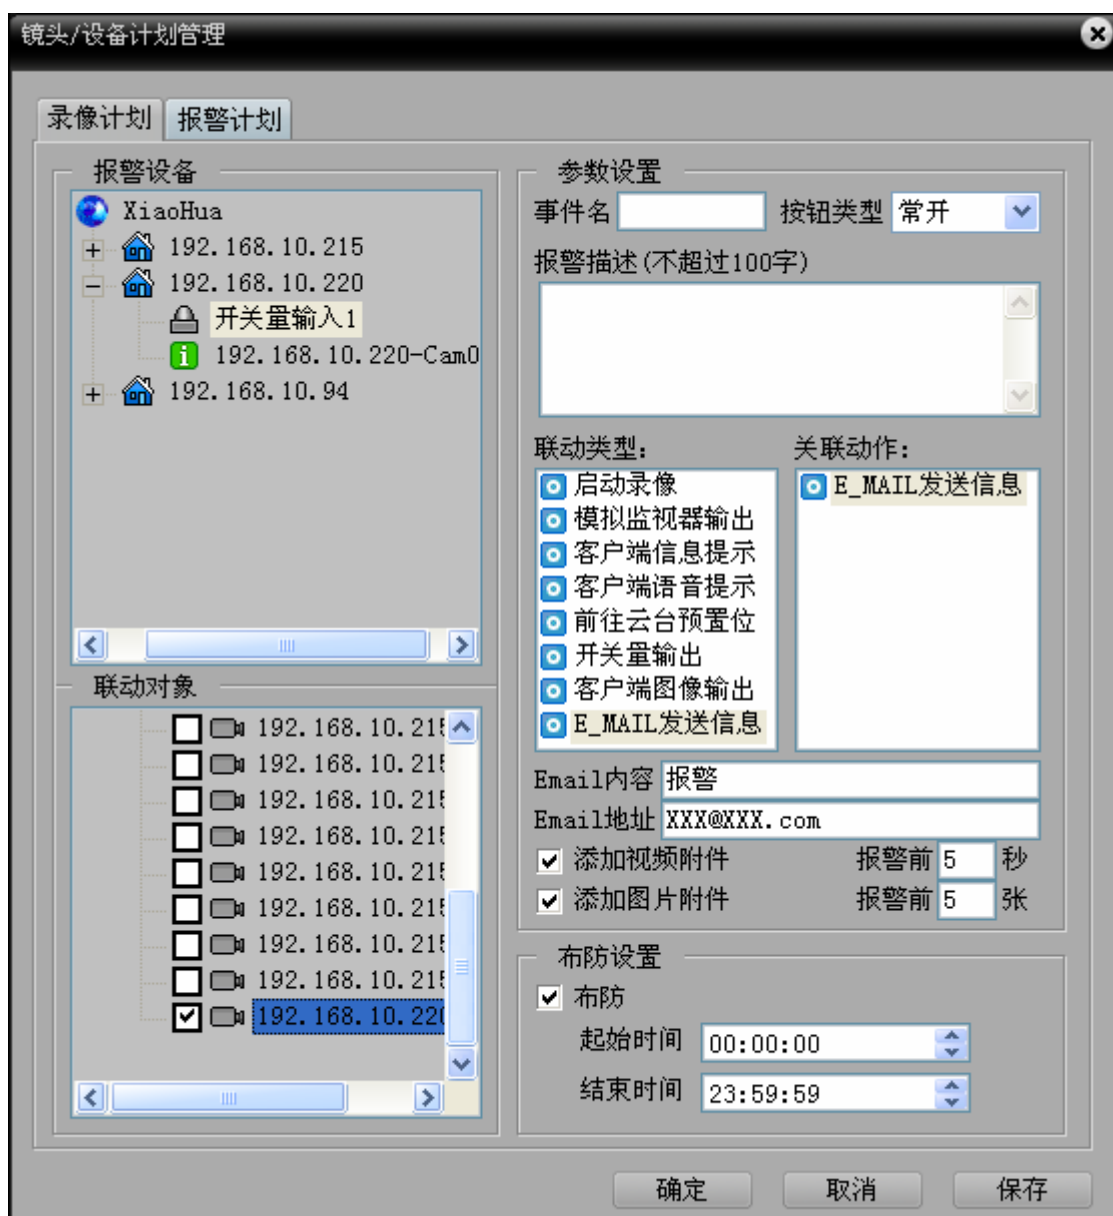 镜头/设备计划管理
录像计划 报警计划
报警设备
XiaoHua
192.168.10.215
192.168.10.220
开关量输入1
192.168.10.220-Cam0
192.168.10.94
联动对象
192.168.10.215
192.168.10.215
192.168.10.215
192.168.10.215
192.168.10.215
192.168.10.215
192.168.10.215
192.168.10.215
192.168.10.220
参数设置
事件名 按钮类型 常开
报警描述(不超过100字)
联动类型: 关联动作:
启动录像 E_MAIL发送信息
模拟监视器输出
客户端信息提示
客户端语音提示
前往云台预置位
开关量输出
客户端图像输出
E_MAIL发送信息
Email内容 报警
Email地址 XXX@XXX.com
添加视频附件 报警前 5 秒
添加图片附件 报警前 5 张
布防设置
布防
起始时间 00:00:00
结束时间 23:59:59
确定 取消 保存